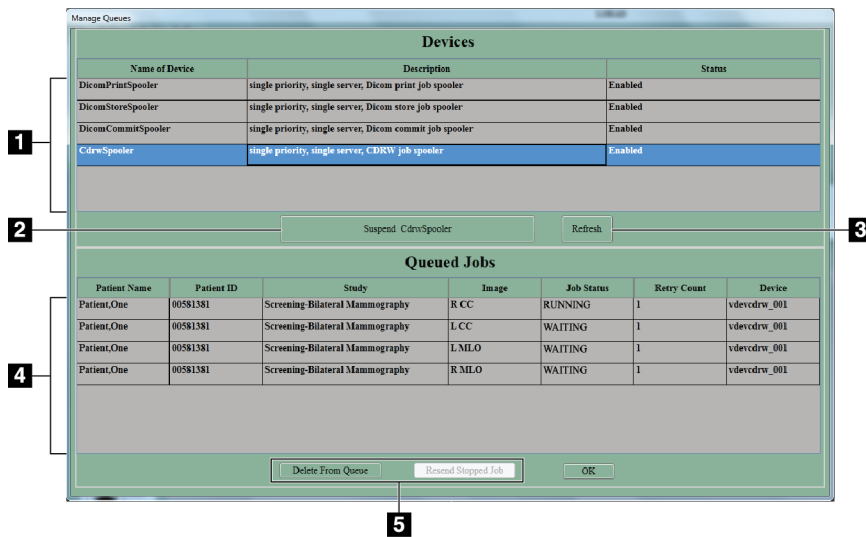 Manage Queues
Devices
Name of Device Description Status
DicomPrintSpooler single priority, single server, Dicom print job spooler Enabled
DicomStoreSpooler single priority, single server, Dicom store job spooler Enabled
DicomCommitSpooler single priority, single server, Dicom commit job spooler Enabled
1
CdrwSpooler single priority, single server, CDRW job spooler Enabled
2 Suspend CdrwSpooler Refresh 3
Queued Jobs
Patient Name Patient ID Study Image Job Status Retry Count Device
Patient,One 00581381 Screening-Bilateral Mammography R CC RUNNING 1 vdevcdrw_001
Patient,One 00581381 Screening-Bilateral Mammography L CC WAITING 1 vdevcdrw_001
Patient,One 00581381 Screening-Bilateral Mammography L MLO WAITING 1 vdevcdrw_001
4 Patient,One 00581381 Screening-Bilateral Mammography R MLO WAITING 1 vdevcdrw_001
Delete From Queue Resend Stopped Job OK
5